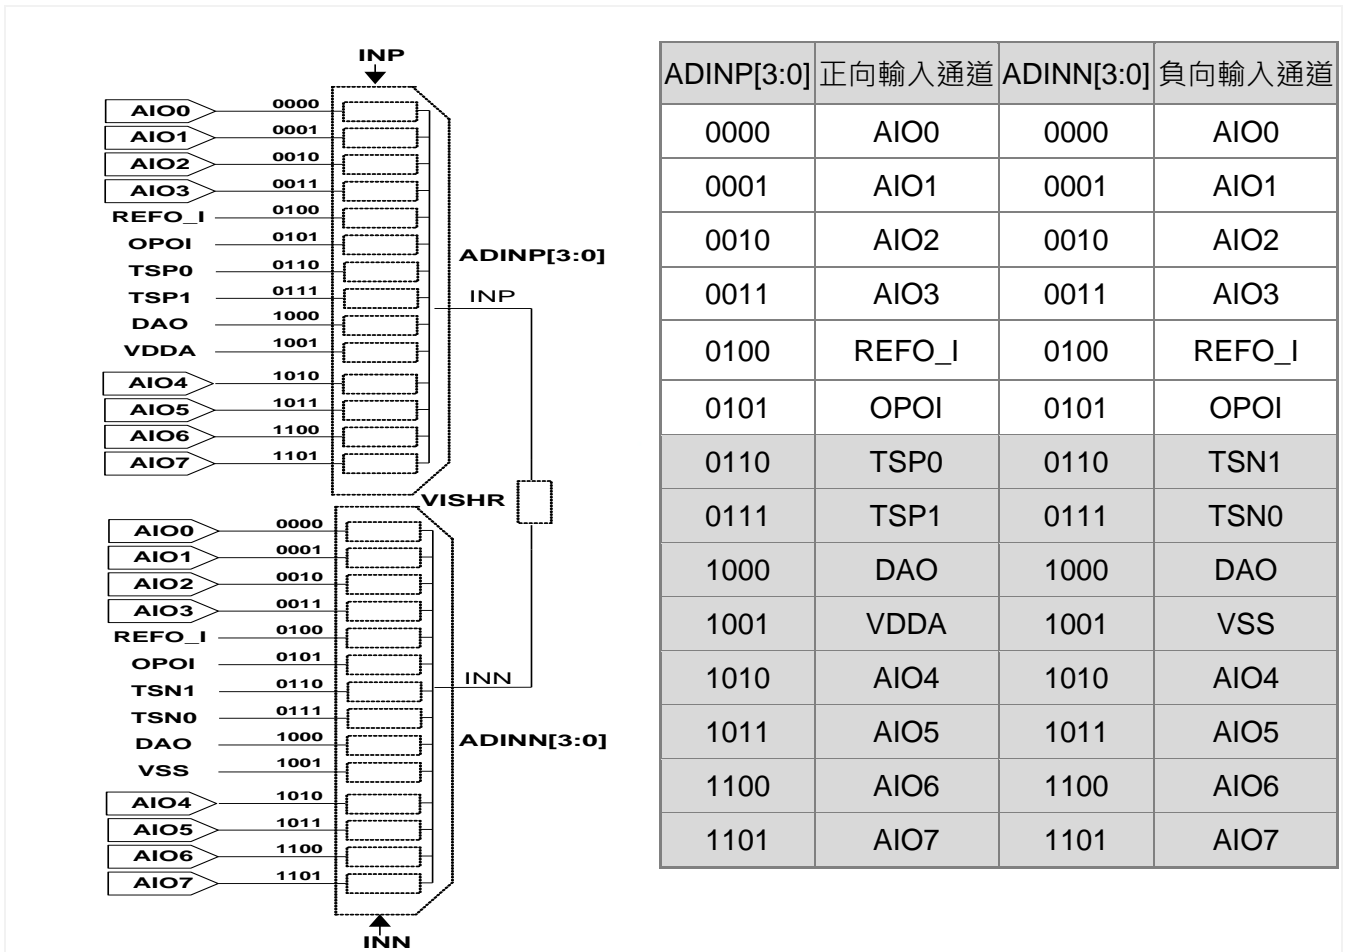 INP
AIO0 0000
AIO1 0001
AIO2 0010
AIO3 0011
REFO_I 0100
OPOI 0101
TSP0 0110
TSP1 0111
DAO 1000
VDDA 1001
AIO4 1010
AIO5 1011
AIO6 1100
AIO7 1101
ADINP[3:0]
INP
VISHR
AIO0 0000
AIO1 0001
AIO2 0010
AIO3 0011
REFO_I 0100
OPOI 0101
TSN1 0110
TSN0 0111
DAO 1000
VSS 1001
AIO4 1010
AIO5 1011
AIO6 1100
AIO7 1101
INN
ADINN[3:0]
INN
ADINP[3:0] 正向輸入通道 ADINN[3:0] 負向輸入通道
0000 AIO0 0000 AIO0
0001 AIO1 0001 AIO1
0010 AIO2 0010 AIO2
0011 AIO3 0011 AIO3
0100 REFO_I 0100 REFO_I
0101 OPOI 0101 OPOI
0110 TSP0 0110 TSN1
0111 TSP1 0111 TSN0
1000 DAO 1000 DAO
1001 VDDA 1001 VSS
1010 AIO4 1010 AIO4
1011 AIO5 1011 AIO5
1100 AIO6 1100 AIO6
1101 AIO7 1101 AIO7